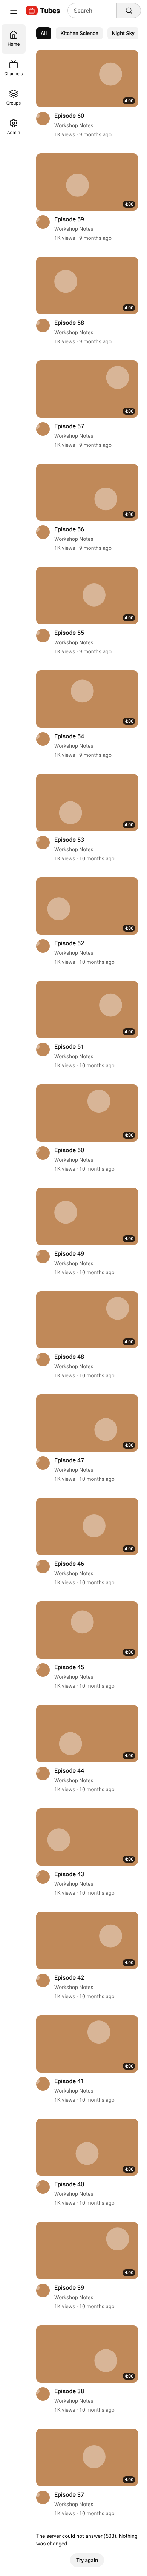 Tubes
Search
Home
Channels
Groups
Admin
All
Kitchen Science
Night Sky
4:00
Episode 60
Workshop Notes
1K views · 9 months ago
4:00
Episode 59
Workshop Notes
1K views · 9 months ago
4:00
Episode 58
Workshop Notes
1K views · 9 months ago
4:00
Episode 57
Workshop Notes
1K views · 9 months ago
4:00
Episode 56
Workshop Notes
1K views · 9 months ago
4:00
Episode 55
Workshop Notes
1K views · 9 months ago
4:00
Episode 54
Workshop Notes
1K views · 9 months ago
4:00
Episode 53
Workshop Notes
1K views · 10 months ago
4:00
Episode 52
Workshop Notes
1K views · 10 months ago
4:00
Episode 51
Workshop Notes
1K views · 10 months ago
4:00
Episode 50
Workshop Notes
1K views · 10 months ago
4:00
Episode 49
Workshop Notes
1K views · 10 months ago
4:00
Episode 48
Workshop Notes
1K views · 10 months ago
4:00
Episode 47
Workshop Notes
1K views · 10 months ago
4:00
Episode 46
Workshop Notes
1K views · 10 months ago
4:00
Episode 45
Workshop Notes
1K views · 10 months ago
4:00
Episode 44
Workshop Notes
1K views · 10 months ago
4:00
Episode 43
Workshop Notes
1K views · 10 months ago
4:00
Episode 42
Workshop Notes
1K views · 10 months ago
4:00
Episode 41
Workshop Notes
1K views · 10 months ago
4:00
Episode 40
Workshop Notes
1K views · 10 months ago
4:00
Episode 39
Workshop Notes
1K views · 10 months ago
4:00
Episode 38
Workshop Notes
1K views · 10 months ago
4:00
Episode 37
Workshop Notes
1K views · 10 months ago
The server could not answer (503). Nothing
was changed.
Try again